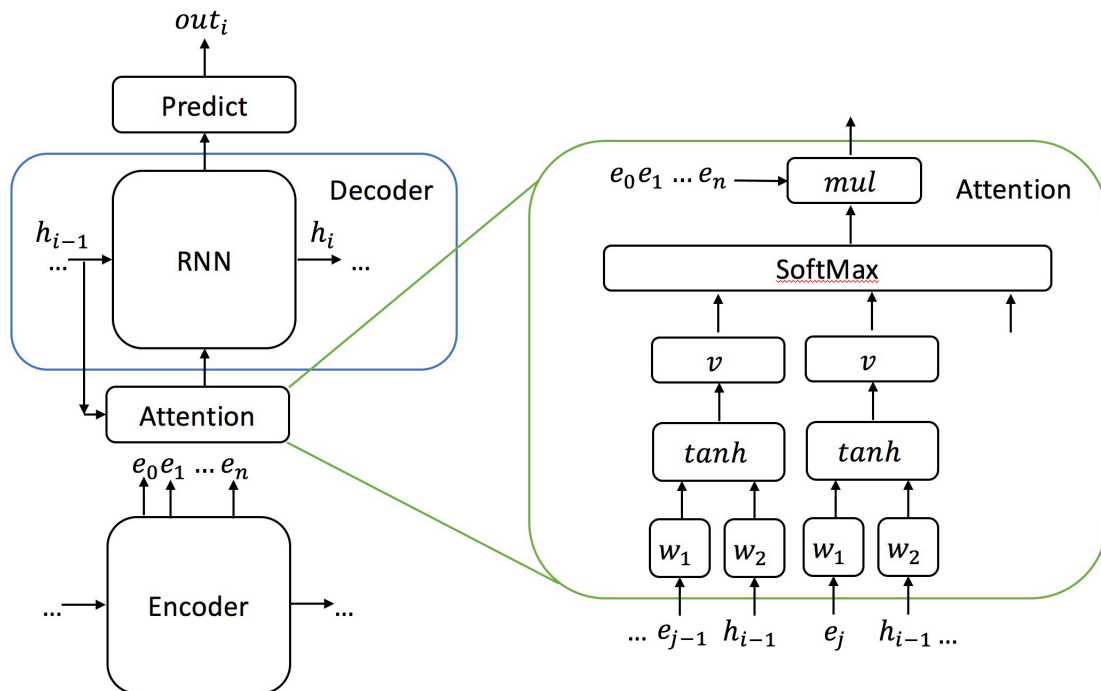 out_i
Predict
Decoder
h_{i-1}
...
RNN
h_i
...
Attention
e_0 e_1 ... e_n
...
Encoder
...
e_0 e_1 ... e_n
mul
Attention
SoftMax
v
v
tanh
tanh
w_1
w_2
w_1
w_2
... e_{j-1}
h_{i-1}
e_j
h_{i-1} ...